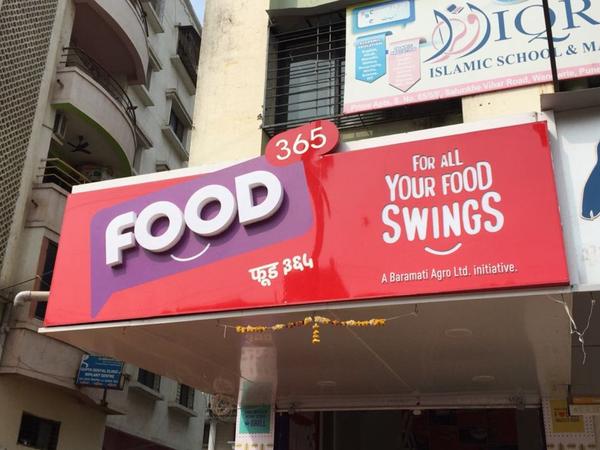 IQR
ISLAMIC SCHOOL & MA
365
FOOD
फूड ३६५
FOR ALL
YOUR FOOD
SWINGS
A Baramati Agro Ltd. initiative.